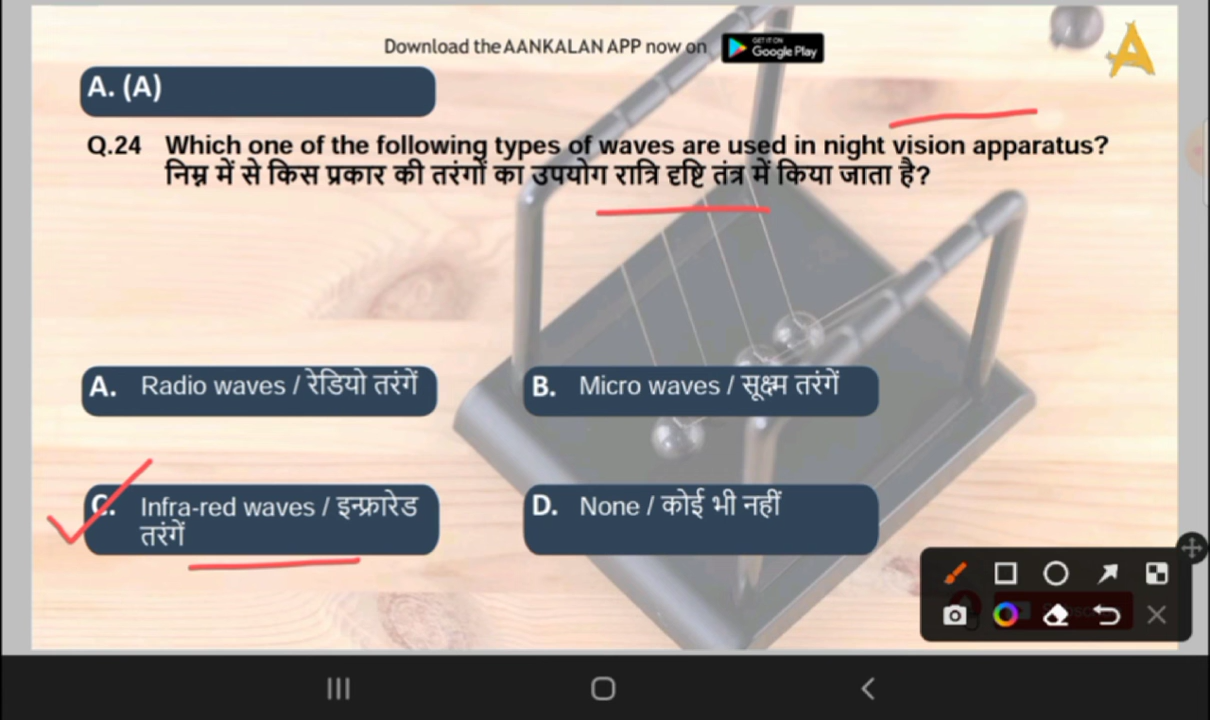 Download the AANKALAN APP now on GET IT ON Google Play
A
A. (A)
Q.24 Which one of the following types of waves are used in night vision apparatus?
निम्न में से किस प्रकार की तरंगों का उपयोग रात्रि दृष्टि तंत्र में किया जाता है?
A. Radio waves / रेडियो तरंगें
B. Micro waves / सूक्ष्म तरंगें
C. Infra-red waves / इन्फ्रारेड
तरंगें
D. None / कोई भी नहीं